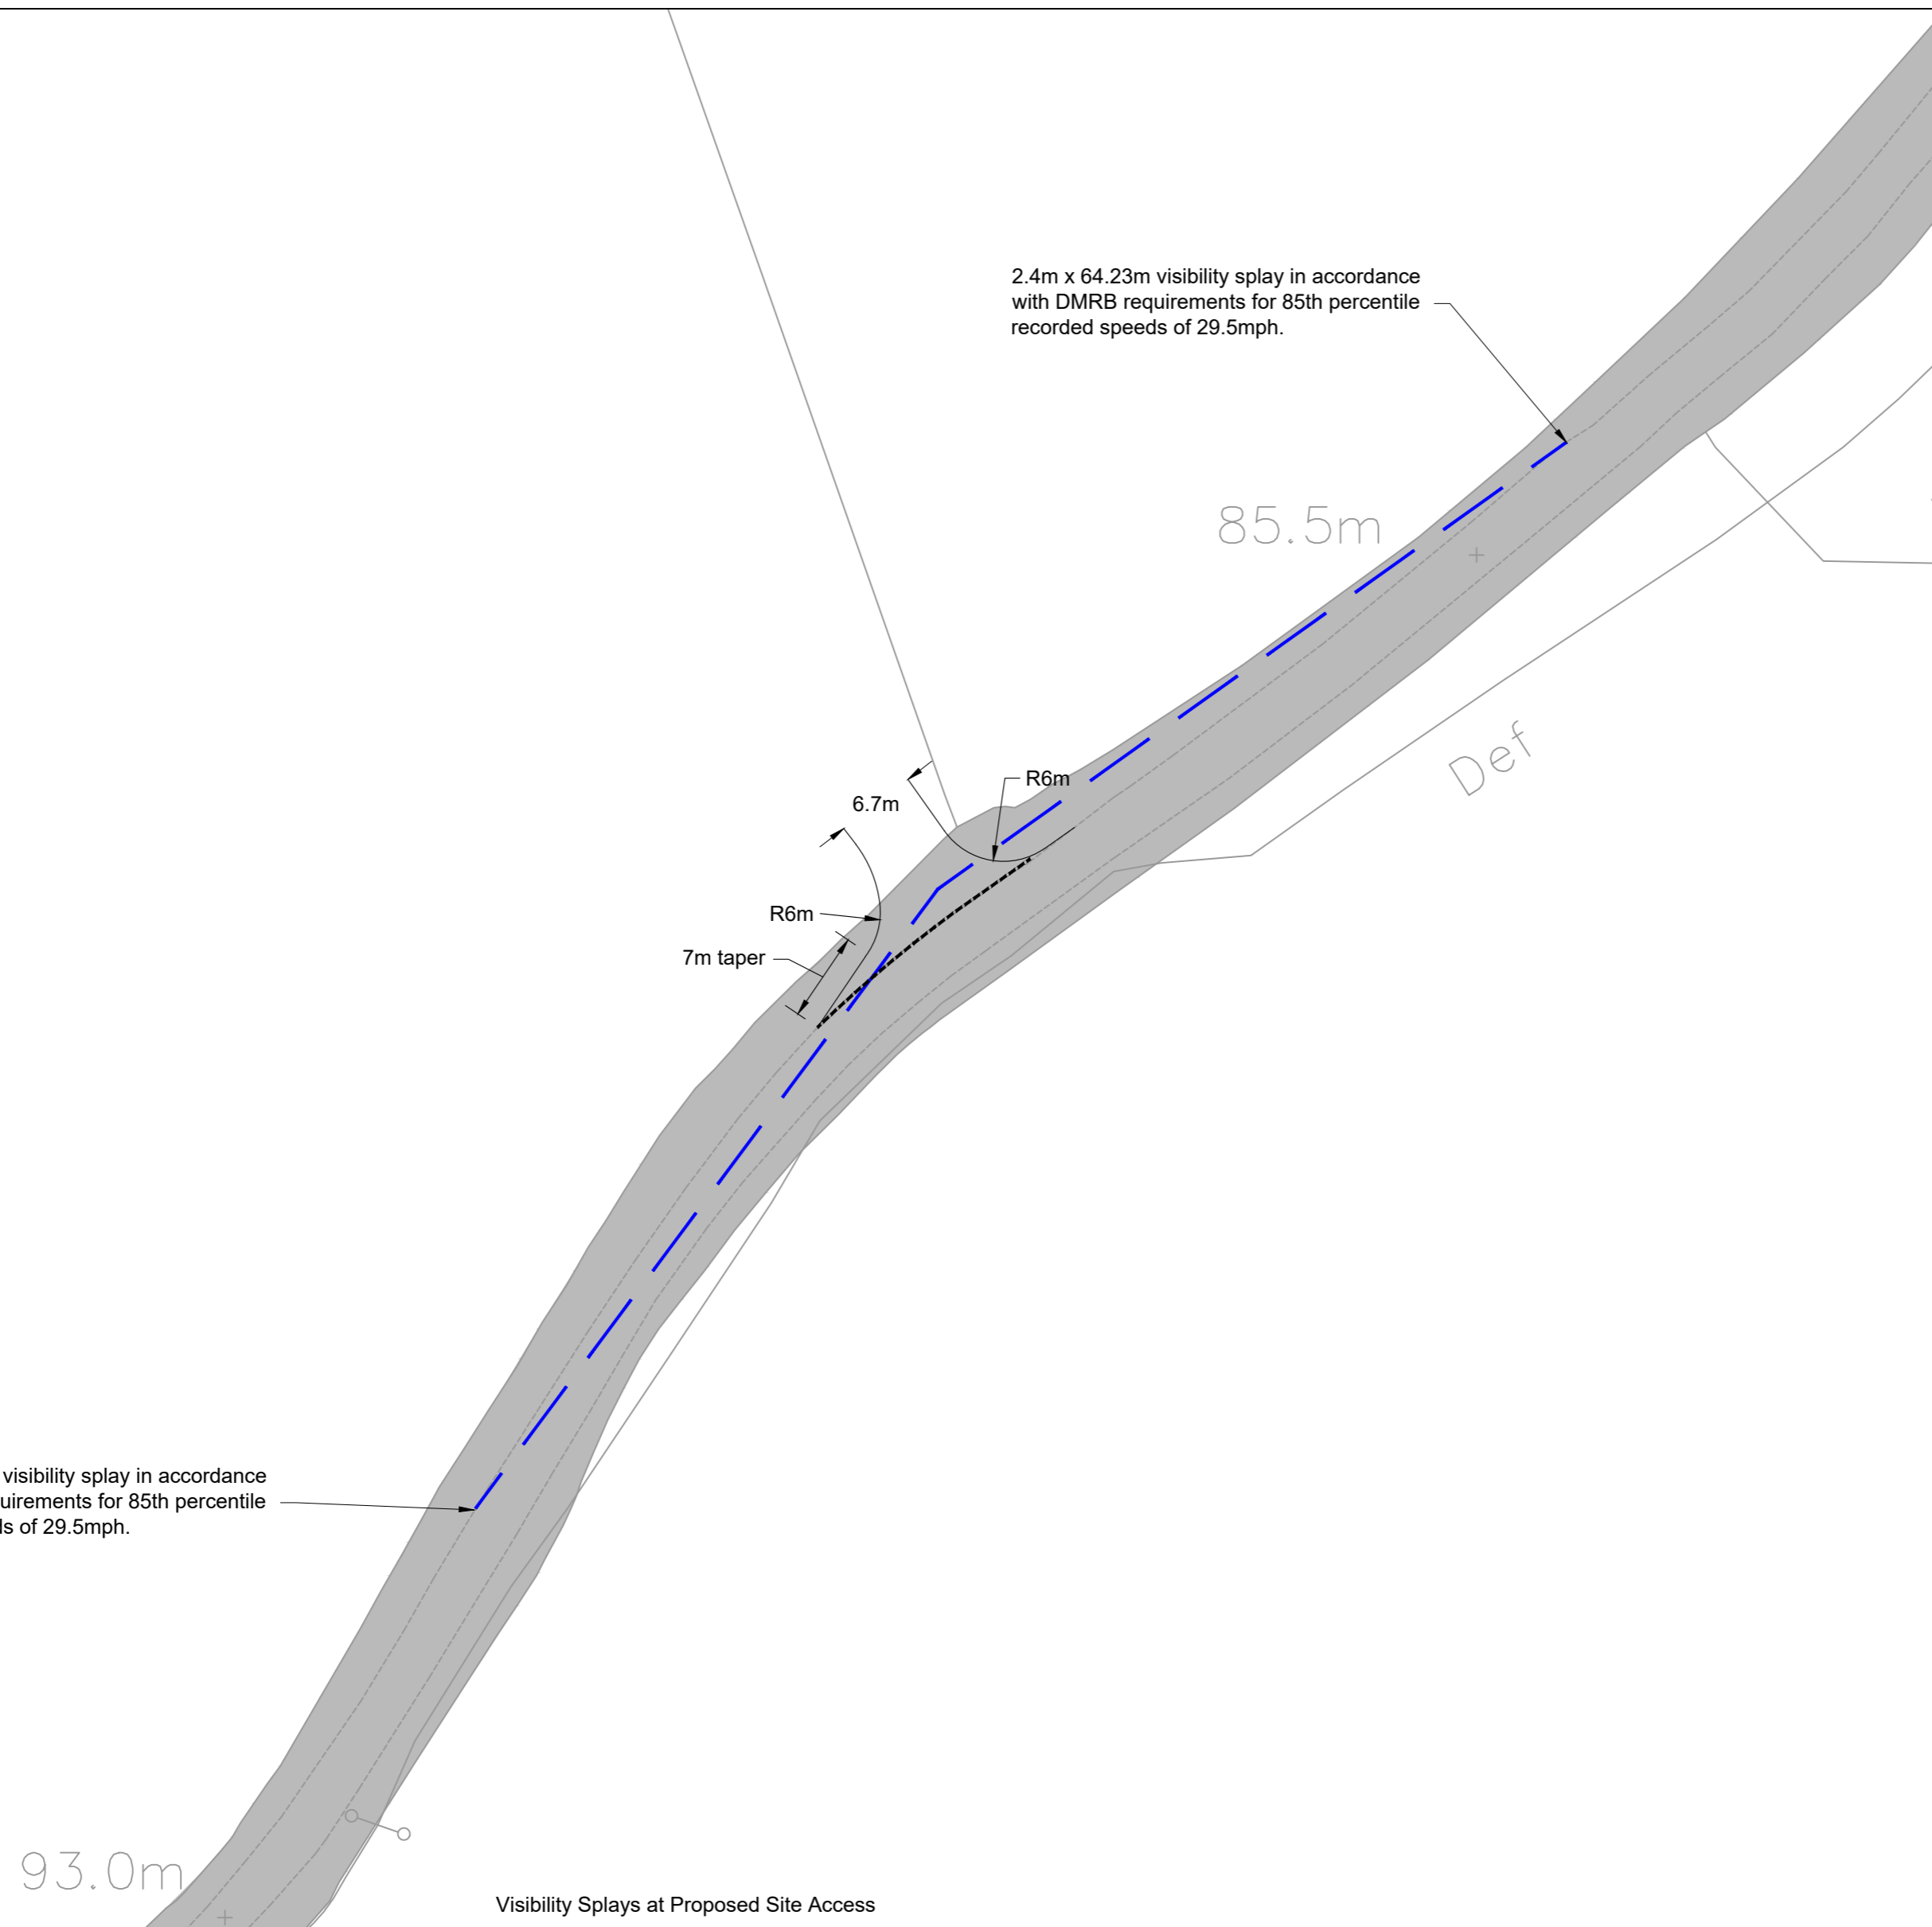 2.4m x 64.23m visibility splay in accordance
with DMRB requirements for 85th percentile
recorded speeds of 29.5mph.
85.5m
Def
R6m
6.7m
R6m
7m taper
visibility splay in accordance
for 85th percentile
of 29.5mph.
93.0m
Visibility Splays at Proposed Site Access